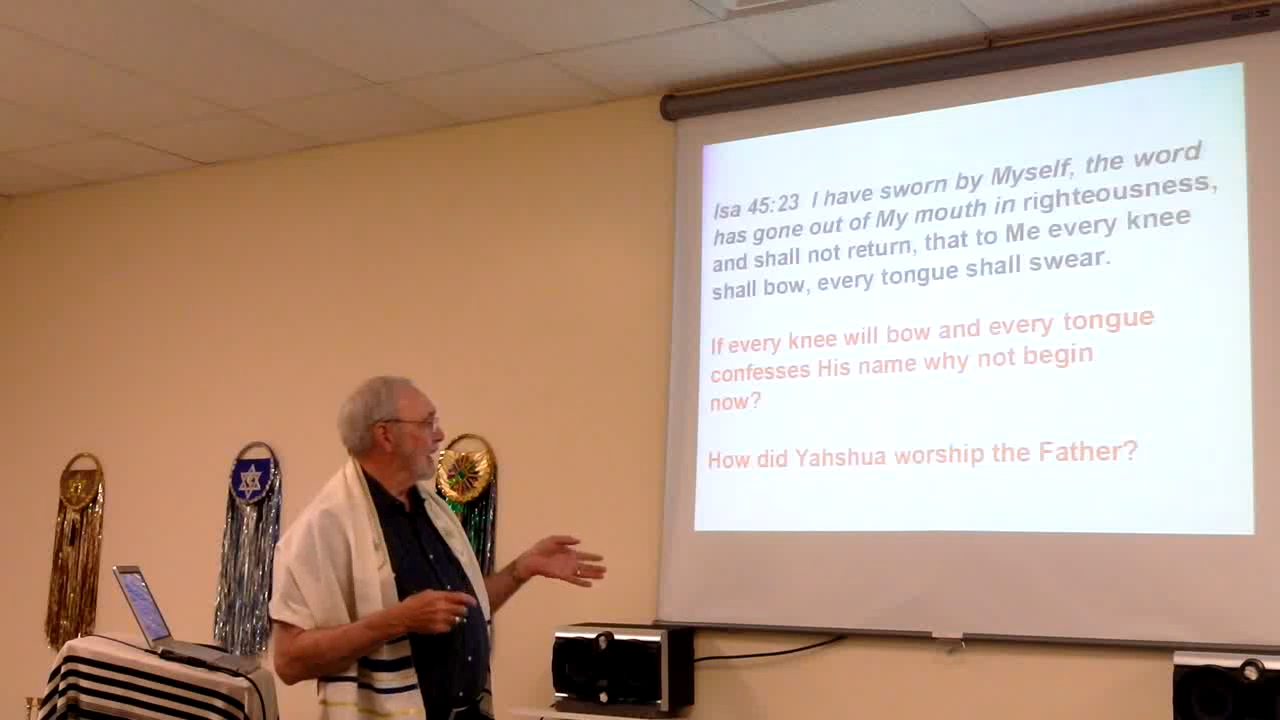 Isa 45:23 I have sworn by Myself, the word
has gone out of My mouth in righteousness,
and shall not return, that to Me every knee
shall bow, every tongue shall swear.
If every knee will bow and every tongue
confesses His name why not begin
now?
How did Yahshua worship the Father?